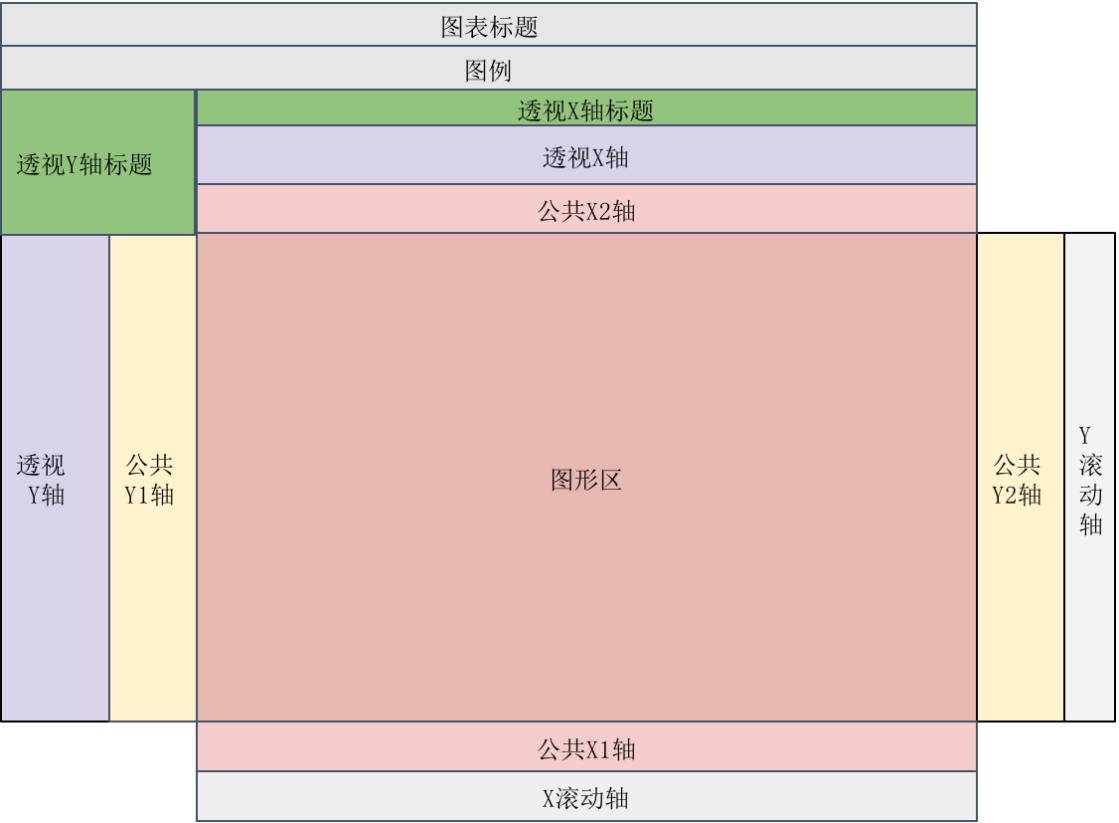 图表标题
图例
透视X轴标题
透视Y轴标题
透视X轴
公共X2轴
透视
Y轴
公共
Y1轴
图形区
公共
Y2轴
Y
滚
动
轴
公共X1轴
X滚动轴